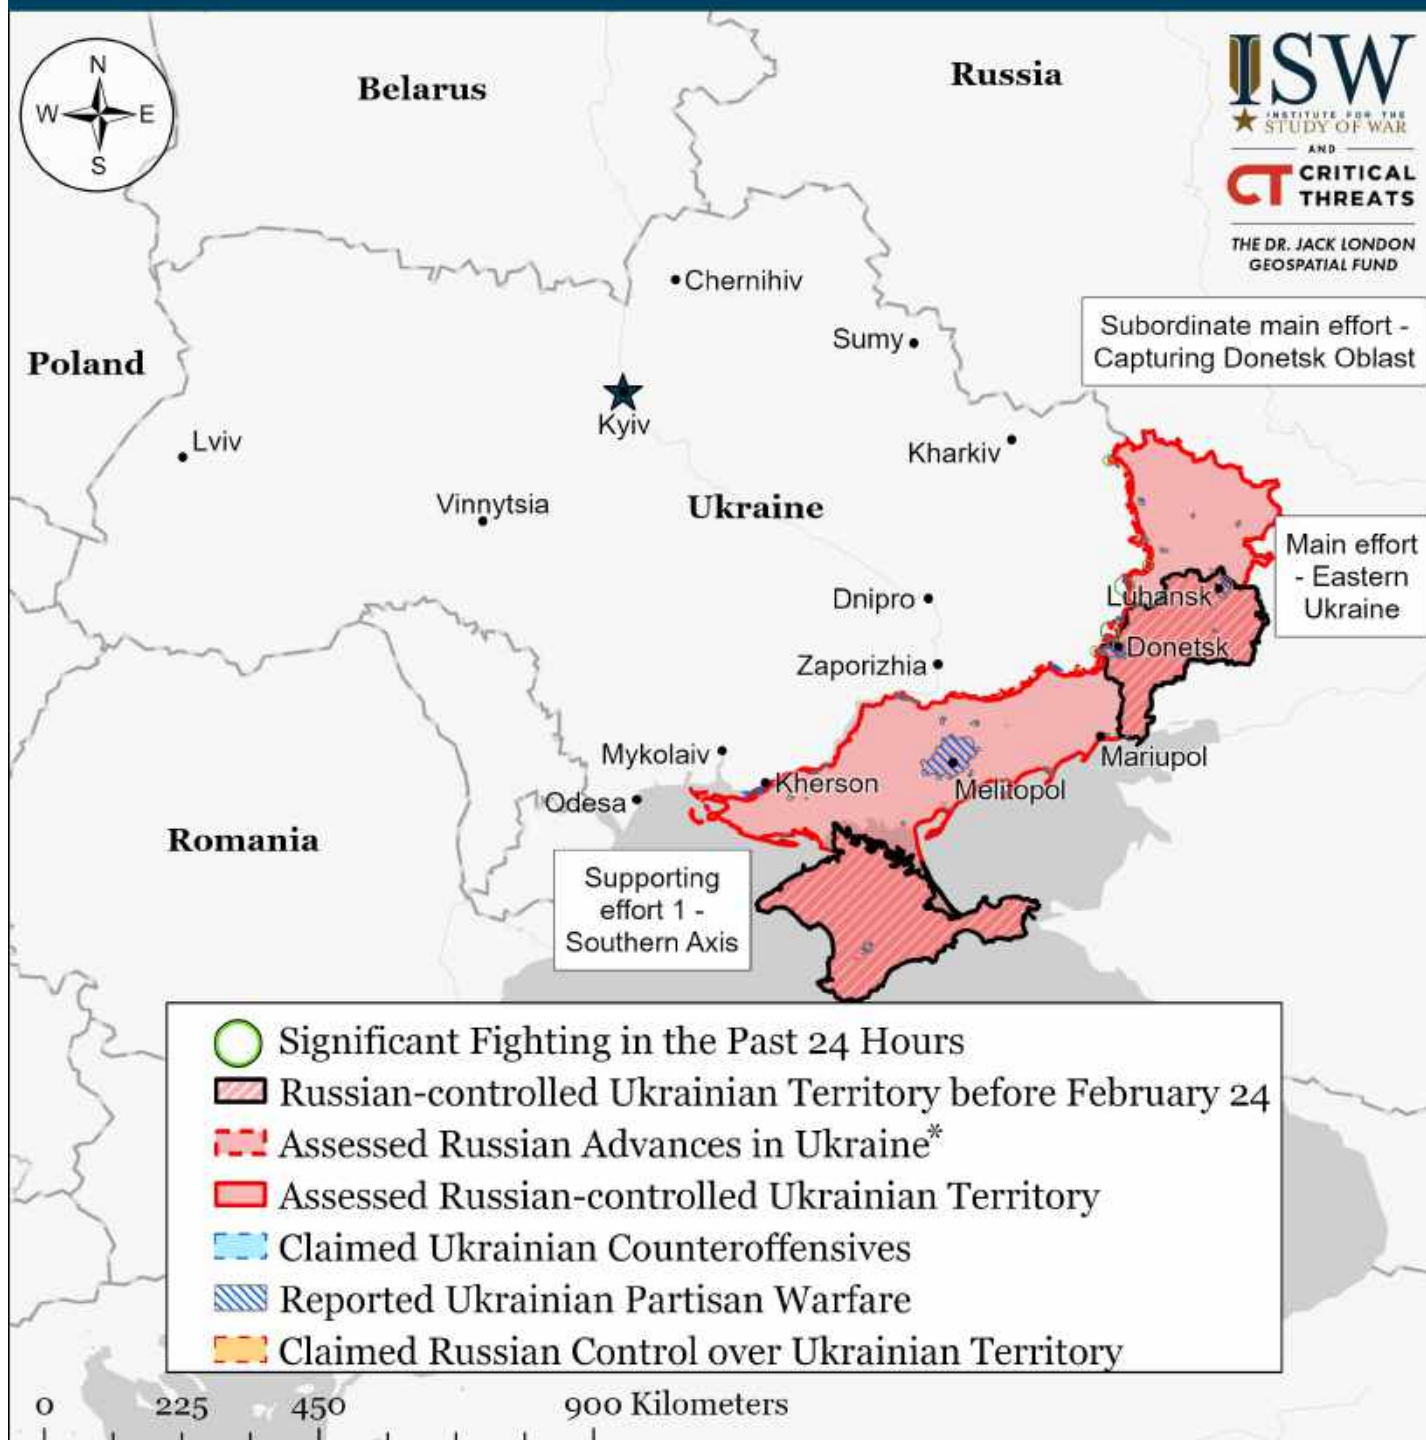 N
W
E
S
Belarus
Russia
ISW
INSTITUTE FOR THE
STUDY OF WAR
AND
CT CRITICAL
THREATS
THE DR. JACK LONDON
GEOSPATIAL FUND
Chernihiv
Subordinate main effort -
Capturing Donetsk Oblast
Sumy
Poland
Kyiv
Lviv
Kharkiv
Vinnytsia
Ukraine
Main effort
- Eastern
Ukraine
Dnipro
Luhansk
Donetsk
Zaporizhia
Mykolaiv
Mariupol
Kherson
Melitopol
Odesa
Romania
Supporting
effort 1 -
Southern Axis
Significant Fighting in the Past 24 Hours
Russian-controlled Ukrainian Territory before February 24
Assessed Russian Advances in Ukraine*
Assessed Russian-controlled Ukrainian Territory
Claimed Ukrainian Counteroffensives
Reported Ukrainian Partisan Warfare
Claimed Russian Control over Ukrainian Territory
0 225 450 900 Kilometers